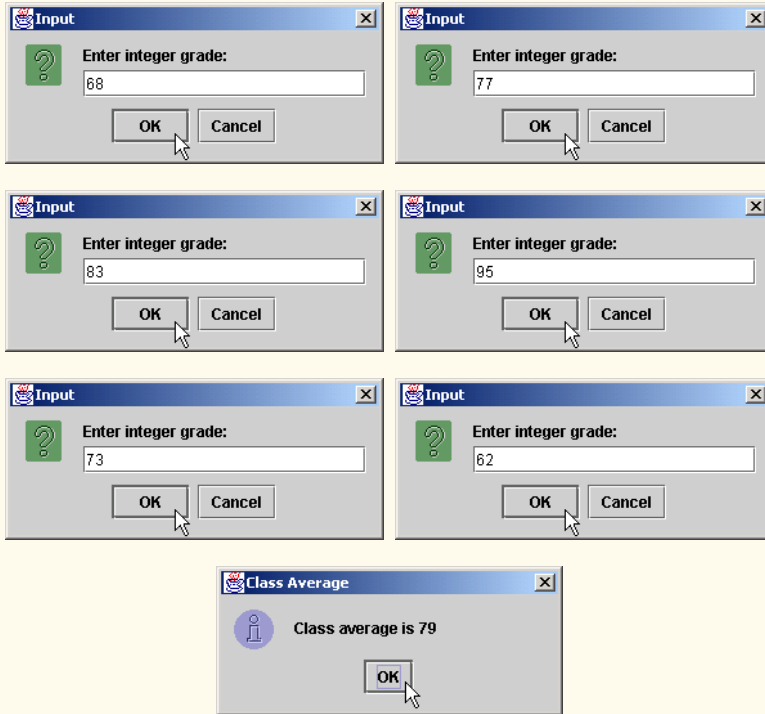 Input
Enter integer grade:
68
OK Cancel
Input
Enter integer grade:
77
OK Cancel
Input
Enter integer grade:
83
OK Cancel
Input
Enter integer grade:
95
OK Cancel
Input
Enter integer grade:
73
OK Cancel
Input
Enter integer grade:
62
OK Cancel
Class Average
Class average is 79
OK